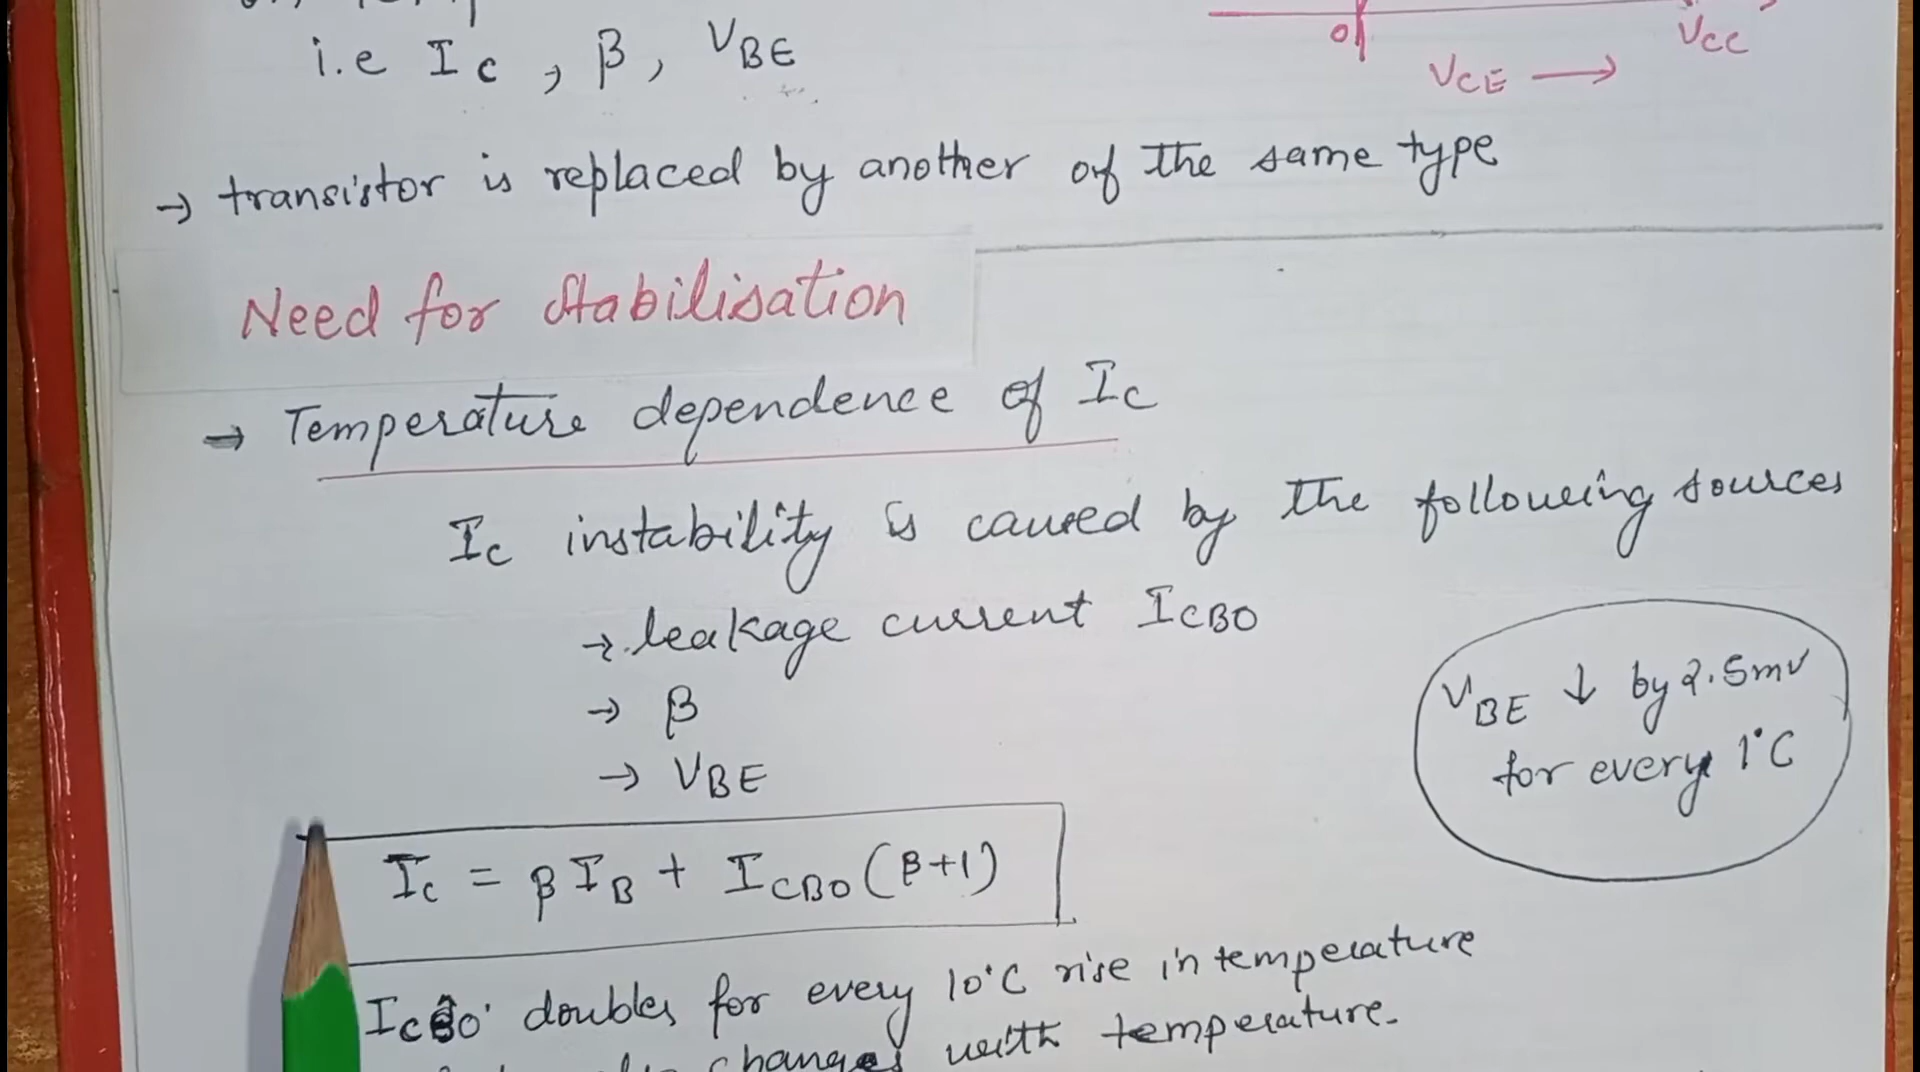 i.e Ic, β, VBE
0
Vcc
VCE →
→ transistor is replaced by another of the same type
Need for Stabilisation
→ Temperature dependence of Ic
Ic instability is caused by the following sources
→ leakage current ICBO
→ β
→ VBE
VBE ↓ by 2.5mv
for every 1°C
Ic = βIB + ICBO (β+1)
ICBO doubles for every 10°C rise in temperature
changes with temperature.